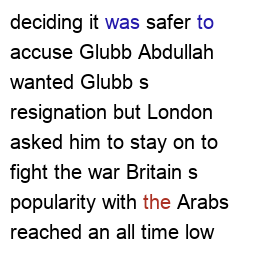 deciding it was safer to
accuse Glubb Abdullah
wanted Glubb s
resignation but London
asked him to stay on to
fight the war Britain s
popularity with the Arabs
reached an all time low